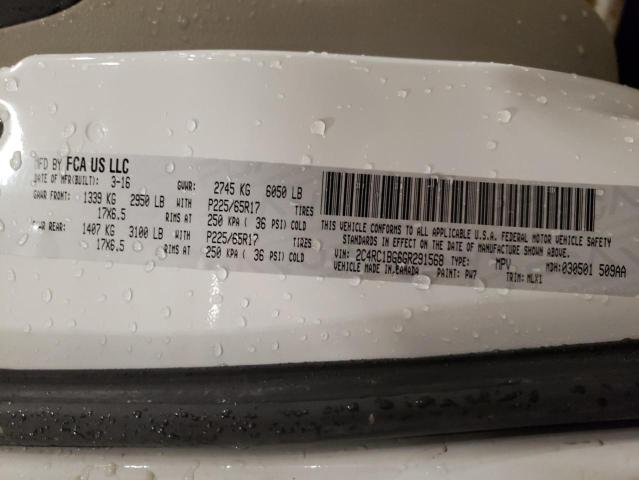 MFD BY FCA US LLC
DATE OF MFR(BUILT): 3-16 GVWR: 2745 KG 6050 LB
GAWR FRONT: 1339 KG 2950 LB WITH P225/65R17 TIRES
17X6.5 RIMS AT 250 KPA ( 36 PSI) COLD
GAWR REAR: 1407 KG 3100 LB WITH P225/65R17 TIRES
17X6.5 RIMS AT 250 KPA ( 36 PSI) COLD
THIS VEHICLE CONFORMS TO ALL APPLICABLE U.S.A. FEDERAL MOTOR VEHICLE SAFETY
STANDARDS IN EFFECT ON THE DATE OF MANUFACTURE SHOWN ABOVE.
VIN: 2C4RC1BG6GR291568 TYPE: MPV MDH: 030501 509AA
VEHICLE MADE IN: CANADA PAINT: PW7 TRIM: MLX1